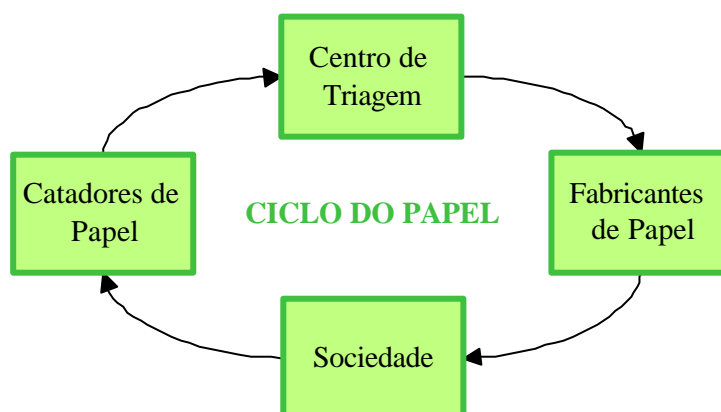 Centro de
Triagem
Catadores de
Papel
CICLO DO PAPEL
Fabricantes
de Papel
Sociedade